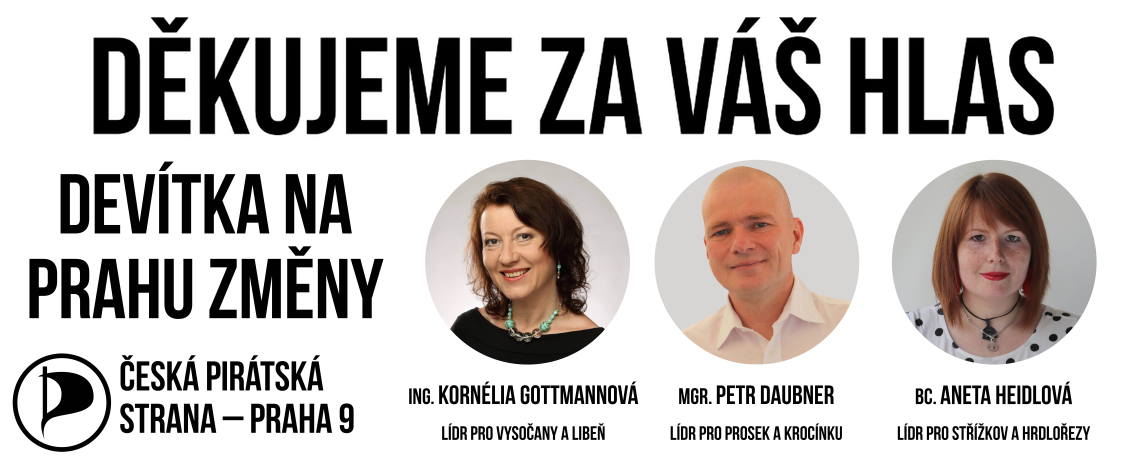 DĚKUJEME ZA VÁŠ HLAS
DEVÍTKA NA
PRAHU ZMĚNY
ČESKÁ PIRÁTSKÁ
STRANA – PRAHA 9
ING. KORNÉLIA GOTTMANNOVÁ
LÍDR PRO VYSOČANY A LIBEŇ
MGR. PETR DAUBNER
LÍDR PRO PROSEK A KROCÍNKU
BC. ANETA HEIDLOVÁ
LÍDR PRO STŘÍŽKOV A HRDLOŘEZY